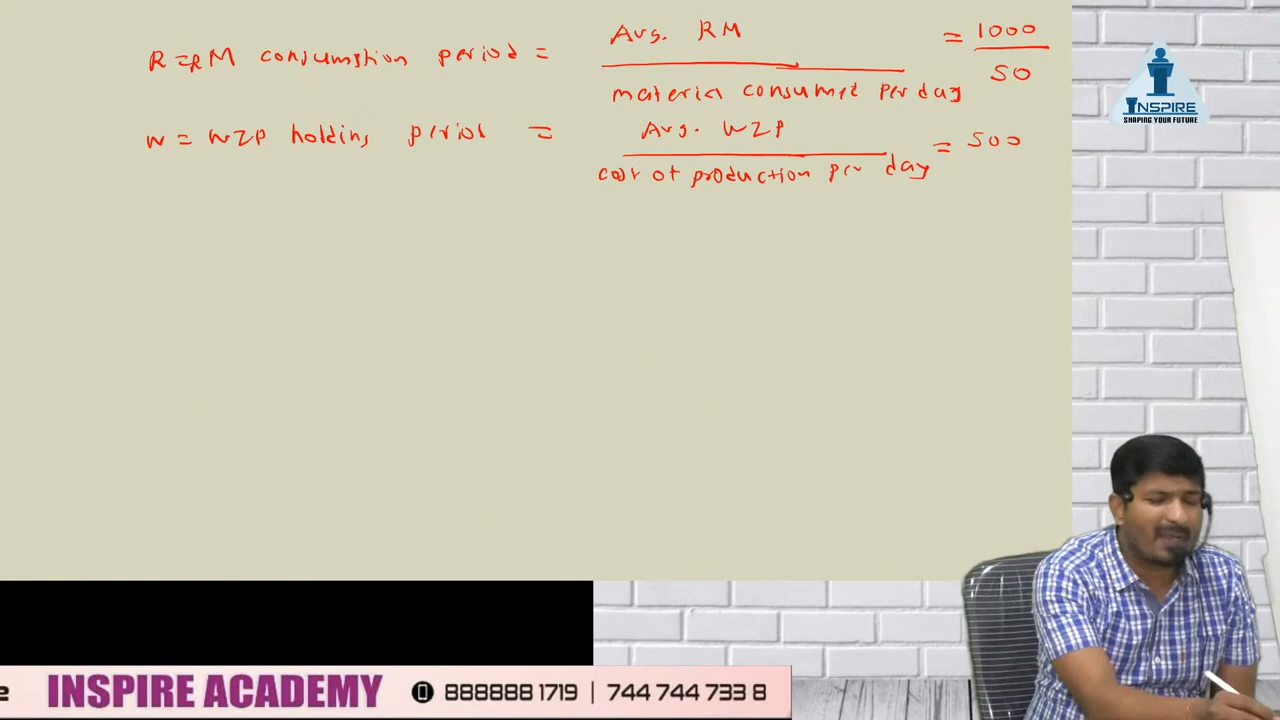 R = RM consumption period = Avg. RM / material consumed per day = 1000 / 50
W = WIP holding period = Avg. WIP / cost of production per day = 500
INSPIRE
SHAPING YOUR FUTURE
e INSPIRE ACADEMY 888888 1719 | 744 744 733 8